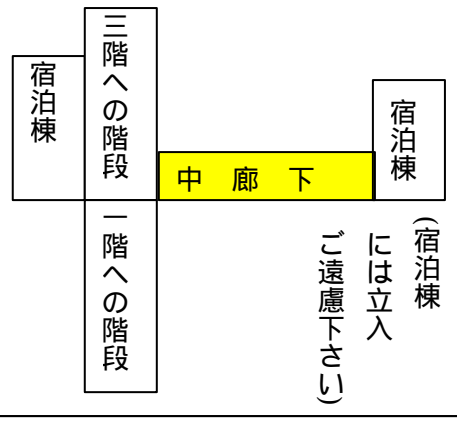 宿泊棟
三階への階段
中廊下
宿泊棟
一階への階段
(宿泊棟
には立入
ご遠慮下さい)